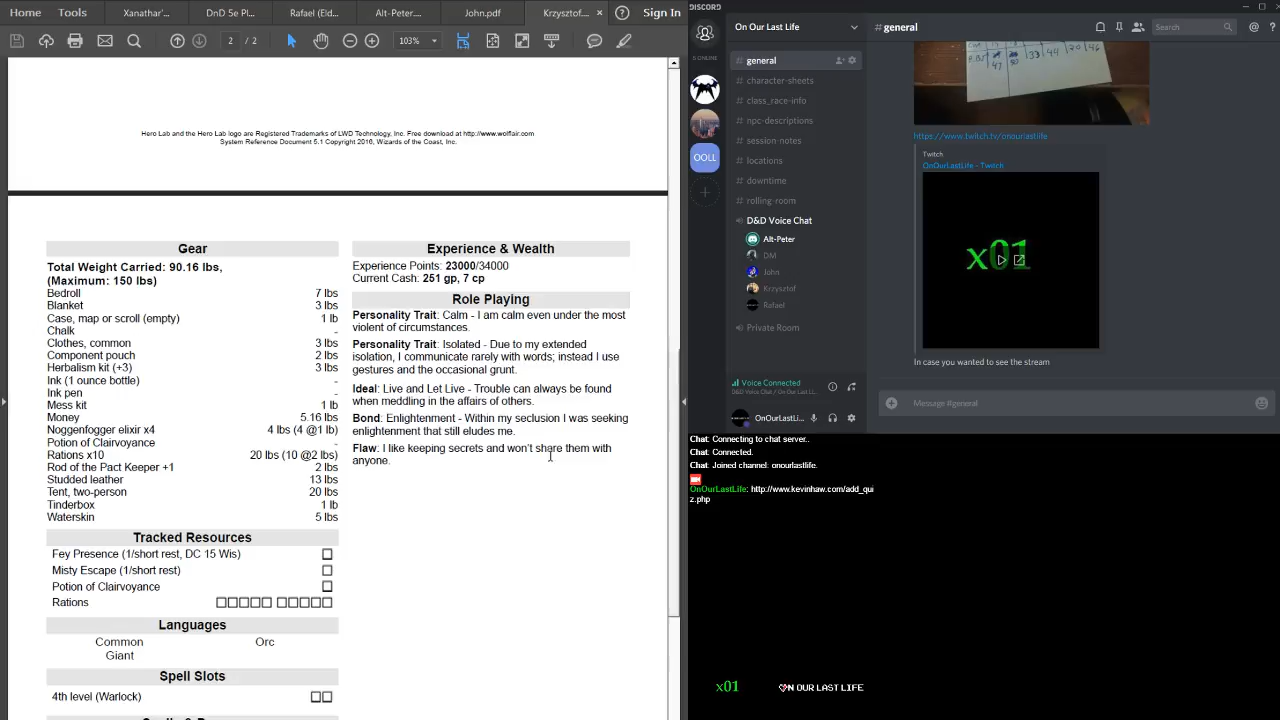 Home
Tools
Xanathar'...
DnD 5e Pl...
Rafael (Eld...
Alt-Peter....
John.pdf
Krzysztof....
×
Sign In
2 / 2
103%
Hero Lab and the Hero Lab logo are Registered Trademarks of LWD Technology, Inc. Free download at http://www.wolflair.com
System Reference Document 5.1 Copyright 2016, Wizards of the Coast, Inc.
Gear
Total Weight Carried: 90.16 lbs,
(Maximum: 150 lbs)
Bedroll 7 lbs
Blanket 3 lbs
Case, map or scroll (empty) 1 lb
Chalk -
Clothes, common 3 lbs
Component pouch 2 lbs
Herbalism kit (+3) 3 lbs
Ink (1 ounce bottle) -
Ink pen -
Mess kit 1 lb
Money 5.16 lbs
Noggenfogger elixir x4 4 lbs (4 @1 lb)
Potion of Clairvoyance -
Rations x10 20 lbs (10 @2 lbs)
Rod of the Pact Keeper +1 2 lbs
Studded leather 13 lbs
Tent, two-person 20 lbs
Tinderbox 1 lb
Waterskin 5 lbs
Tracked Resources
Fey Presence (1/short rest, DC 15 Wis)
Misty Escape (1/short rest)
Potion of Clairvoyance
Rations
Languages
Common Orc
Giant
Spell Slots
4th level (Warlock)
Experience & Wealth
Experience Points: 23000/34000
Current Cash: 251 gp, 7 cp
Role Playing
Personality Trait: Calm - I am calm even under the most
violent of circumstances.
Personality Trait: Isolated - Due to my extended
isolation, I communicate rarely with words; instead I use
gestures and the occasional grunt.
Ideal: Live and Let Live - Trouble can always be found
when meddling in the affairs of others.
Bond: Enlightenment - Within my seclusion I was seeking
enlightenment that still eludes me.
Flaw: I like keeping secrets and won't share them with
anyone.
DISCORD
5 ONLINE
OOLL
On Our Last Life
# general
# character-sheets
# class_race-info
# npc-descriptions
# session-notes
# locations
# downtime
# rolling-room
D&D Voice Chat
Alt-Peter
DM
John
Krzysztof
Rafael
Private Room
Voice Connected
D&D Voice Chat / On Our Last Li...
OnOurLastLi...
#general
Search
33 44
https://www.twitch.tv/onourlastlife
Twitch
OnOurLastLife - Twitch
x01
In case you wanted to see the stream
Message #general
Chat: Connecting to chat server..
Chat: Connected.
Chat: Joined channel: onourlastlife.
OnOurLastLife: http://www.kevinhaw.com/add_qui
z.php
x01
ON OUR LAST LIFE